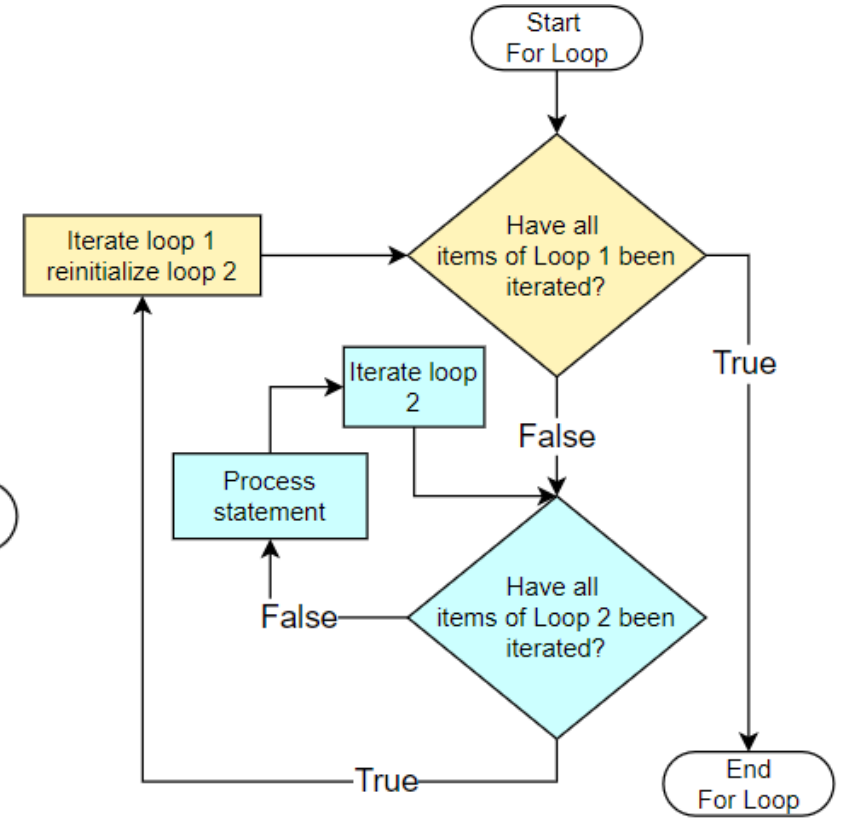 Start
For Loop
Have all
items of Loop 1 been
iterated?
Iterate loop 1
reinitialize loop 2
True
Iterate loop
2
False
Process
statement
Have all
items of Loop 2 been
iterated?
False
True
End
For Loop